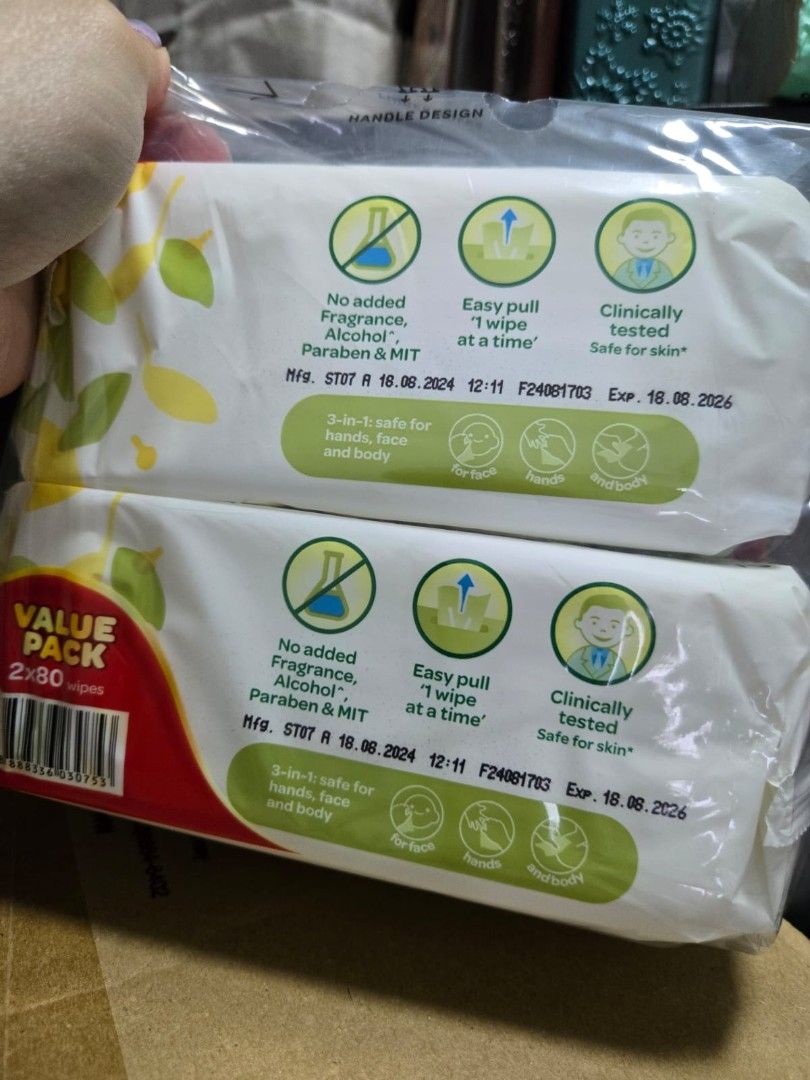 HANDLE DESIGN
No added
Fragrance,
Alcohol^,
Paraben & MIT
Easy pull
'1 wipe
at a time'
Clinically
tested
Safe for skin*
Mfg. ST07 A 18.08.2024 12:11 F24081703 Exp. 18.08.2026
3-in-1: safe for
hands, face
and body
for face
hands
and body
VALUE
PACK
2x80 wipes
8 888336 030753
No added
Fragrance,
Alcohol^,
Paraben & MIT
Easy pull
'1 wipe
at a time'
Clinically
tested
Safe for skin*
Mfg. ST07 A 18.08.2024 12:11 F24081703 Exp. 18.08.2026
3-in-1: safe for
hands, face
and body
for face
hands
and body